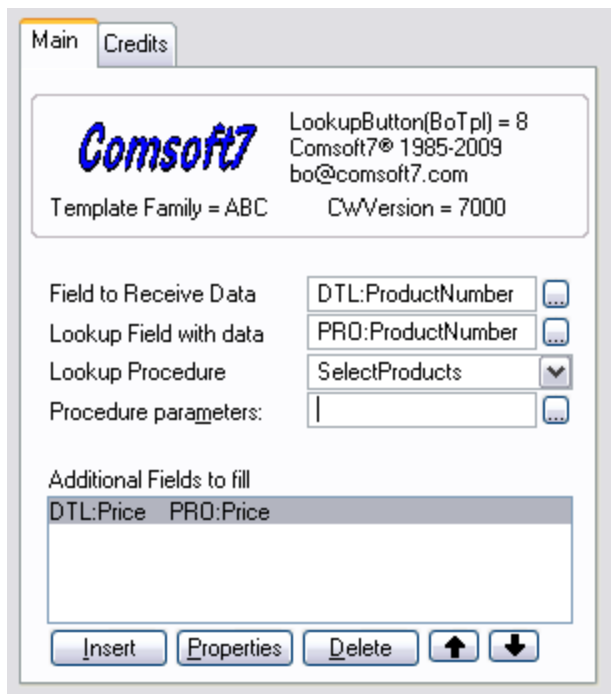 Main Credits
Comsoft7
LookupButton(BoTpl) = 8
Comsoft7® 1985-2009
bo@comsoft7.com
Template Family = ABC CWVersion = 7000
Field to Receive Data DTL:ProductNumber ...
Lookup Field with data PRO:ProductNumber ...
Lookup Procedure SelectProducts
Procedure parameters: ...
Additional Fields to fill
DTL:Price PRO:Price
Insert Properties Delete